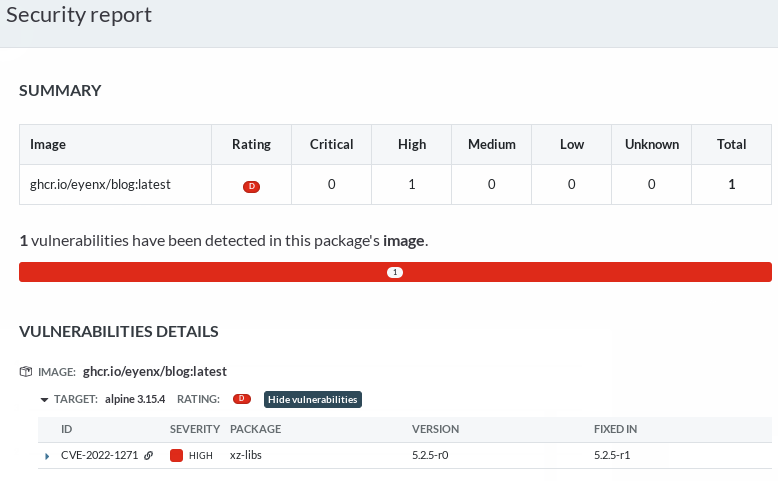 Security report
SUMMARY
Image Rating Critical High Medium Low Unknown Total
ghcr.io/eyenx/blog:latest D 0 1 0 0 0 1
1 vulnerabilities have been detected in this package's image.
1
VULNERABILITIES DETAILS
IMAGE: ghcr.io/eyenx/blog:latest
TARGET: alpine 3.15.4 RATING: D Hide vulnerabilities
ID SEVERITY PACKAGE VERSION FIXED IN
CVE-2022-1271 HIGH xz-libs 5.2.5-r0 5.2.5-r1